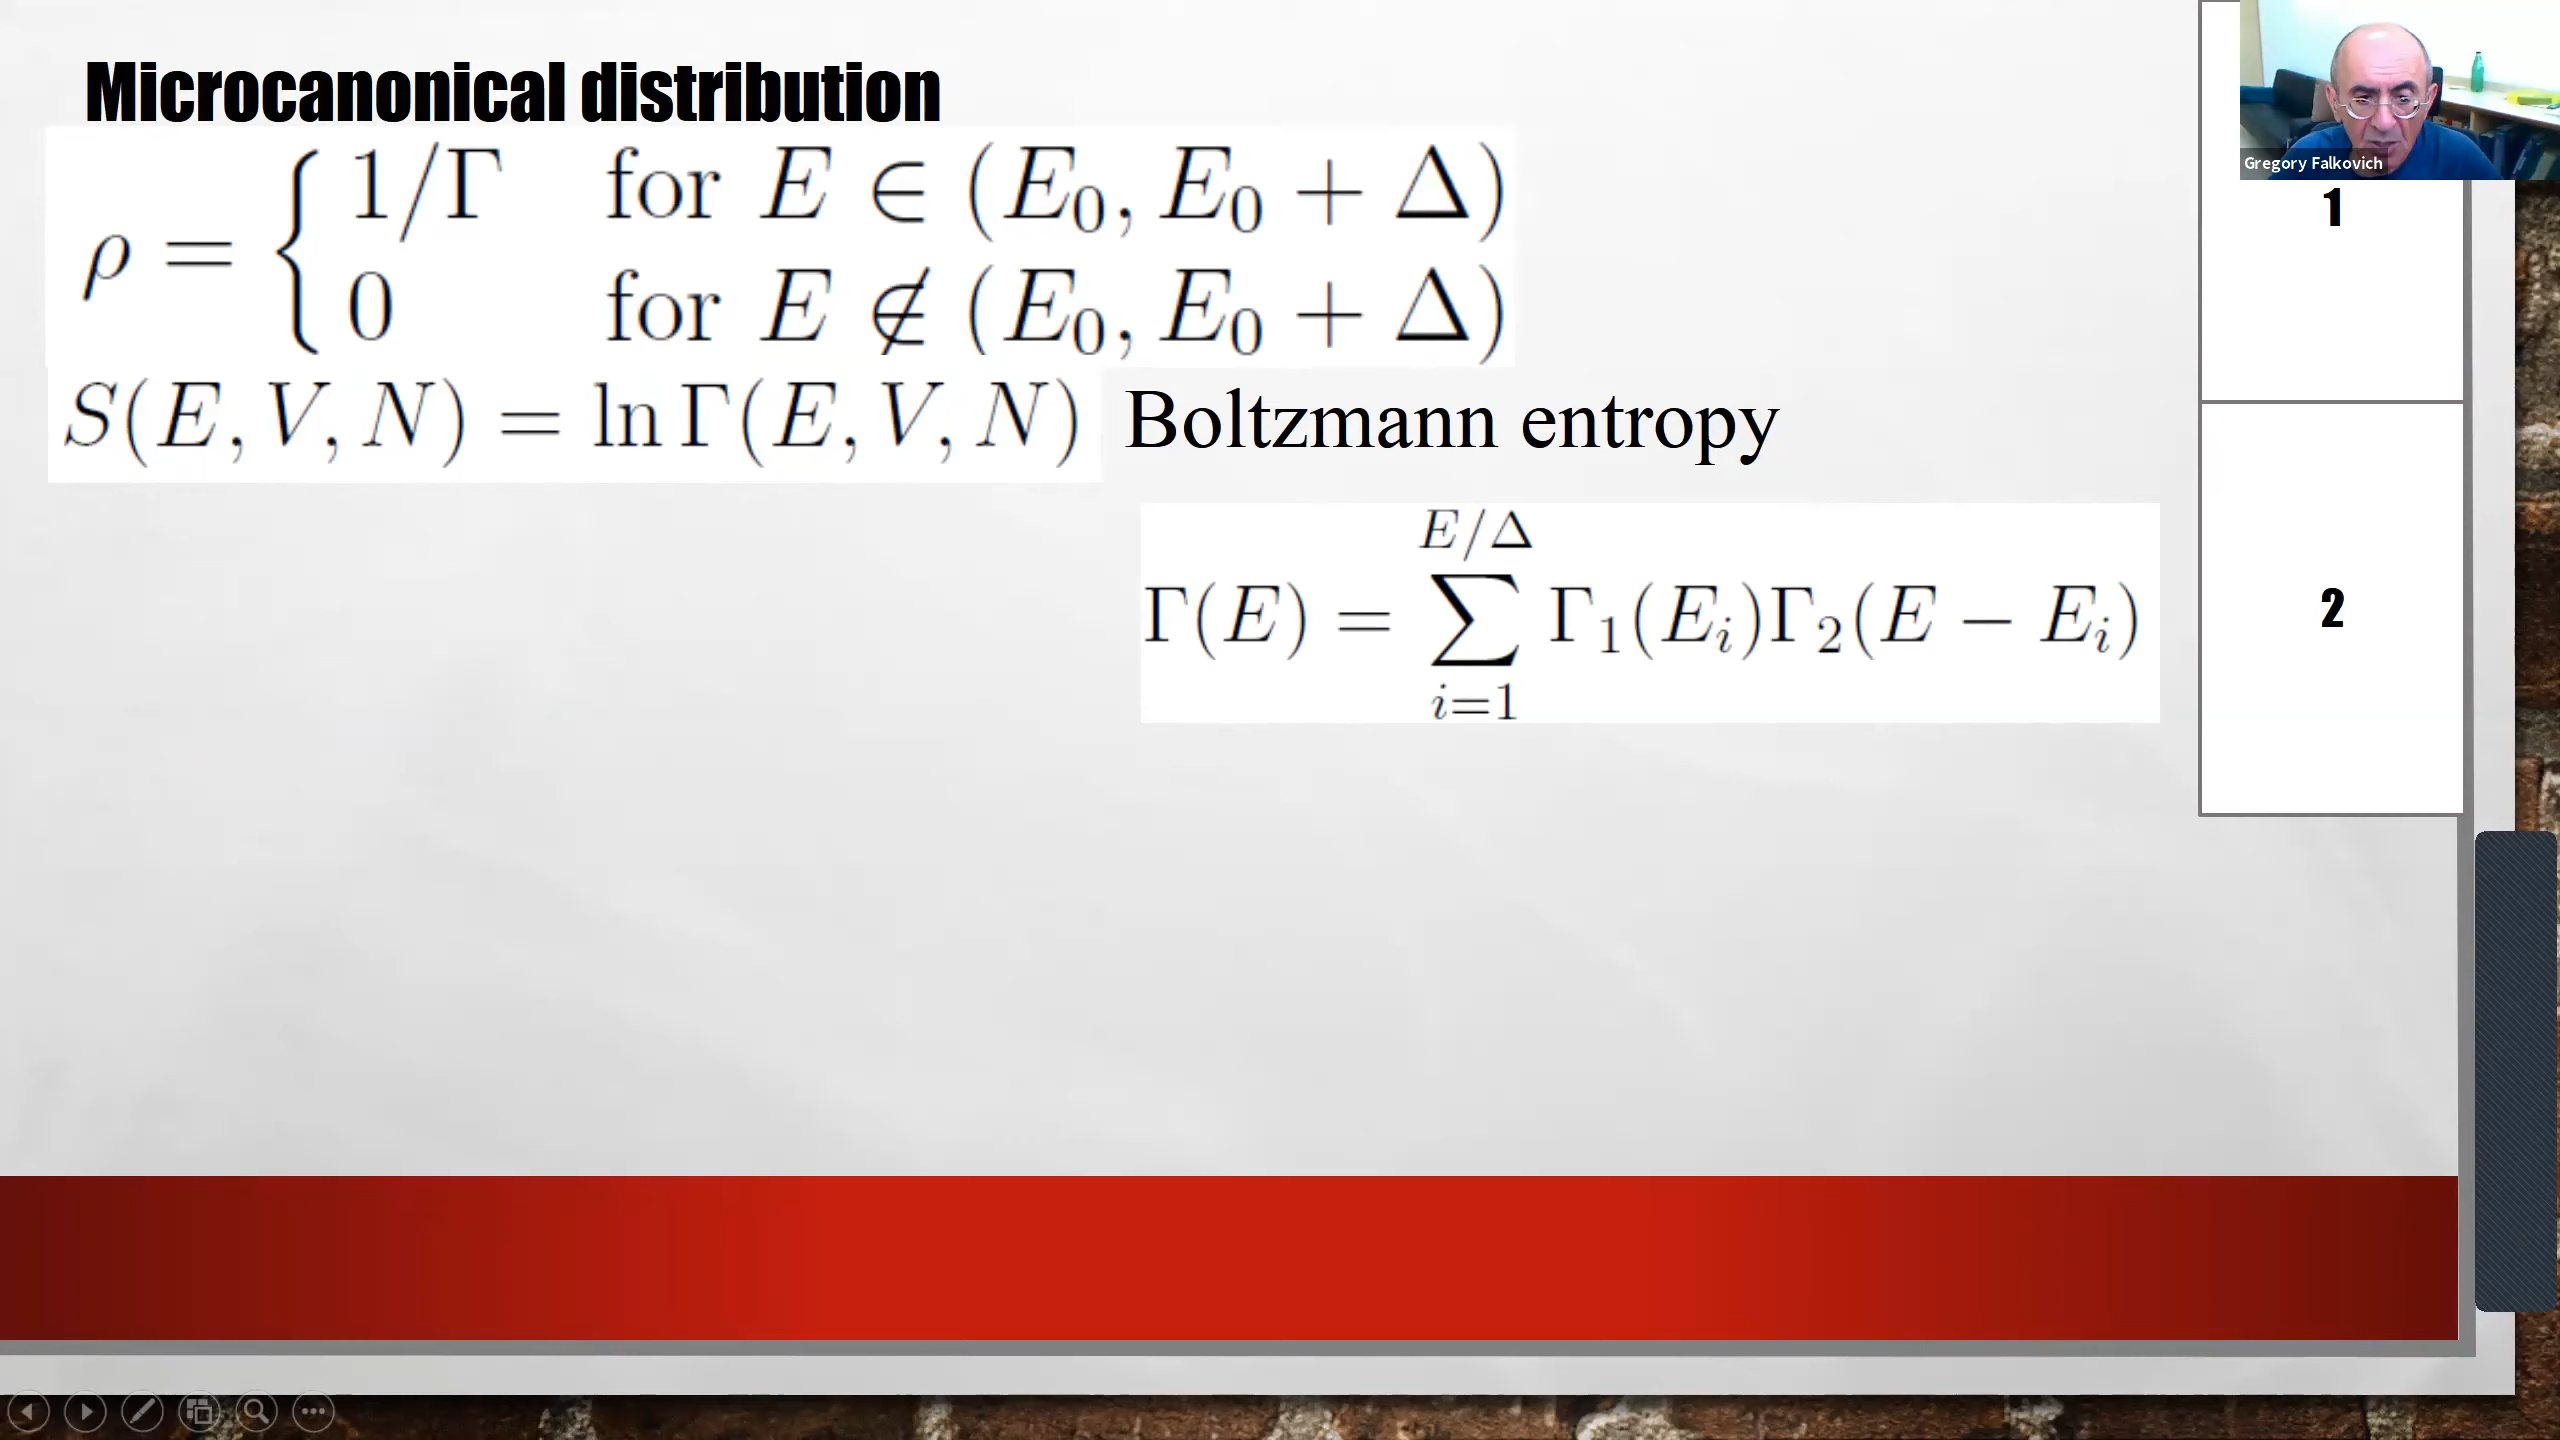 Microcanonical distribution
ρ = { 1/Γ for E ∈ (E₀, E₀ + Δ)
0 for E ∉ (E₀, E₀ + Δ)
S(E, V, N) = ln Γ(E, V, N) Boltzmann entropy
Γ(E) = ∑_{i=1}^{E/Δ} Γ₁(Eᵢ)Γ₂(E − Eᵢ)
Gregory Falkovich
1
2